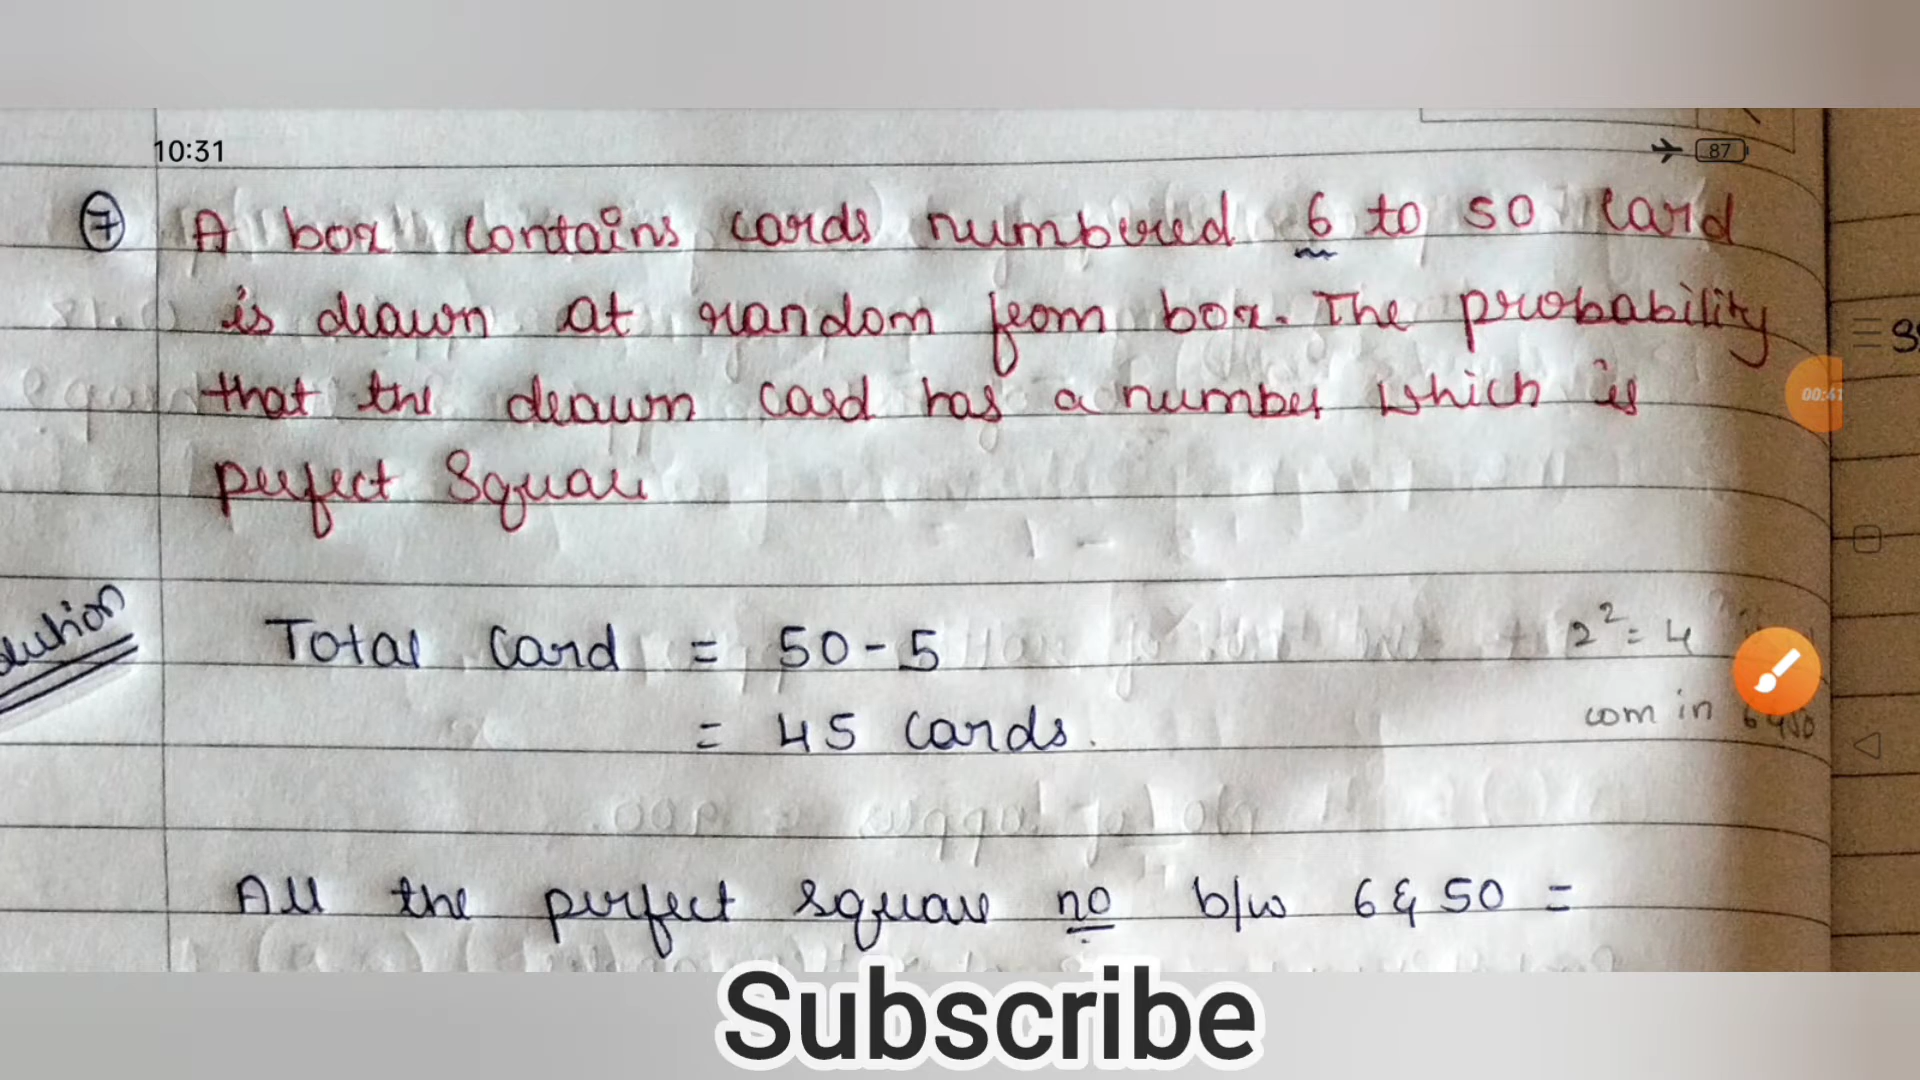 10:31
87
7 A box contains cards numbered 6 to 50 card
is drawn at random from box. The probability
that the drawn card has a number which is
perfect Square
00:41
Total Card = 50-5
2² = 4
= 45 Cards.
com in
All the perfect square no b/w 6 & 50 =
Subscribe